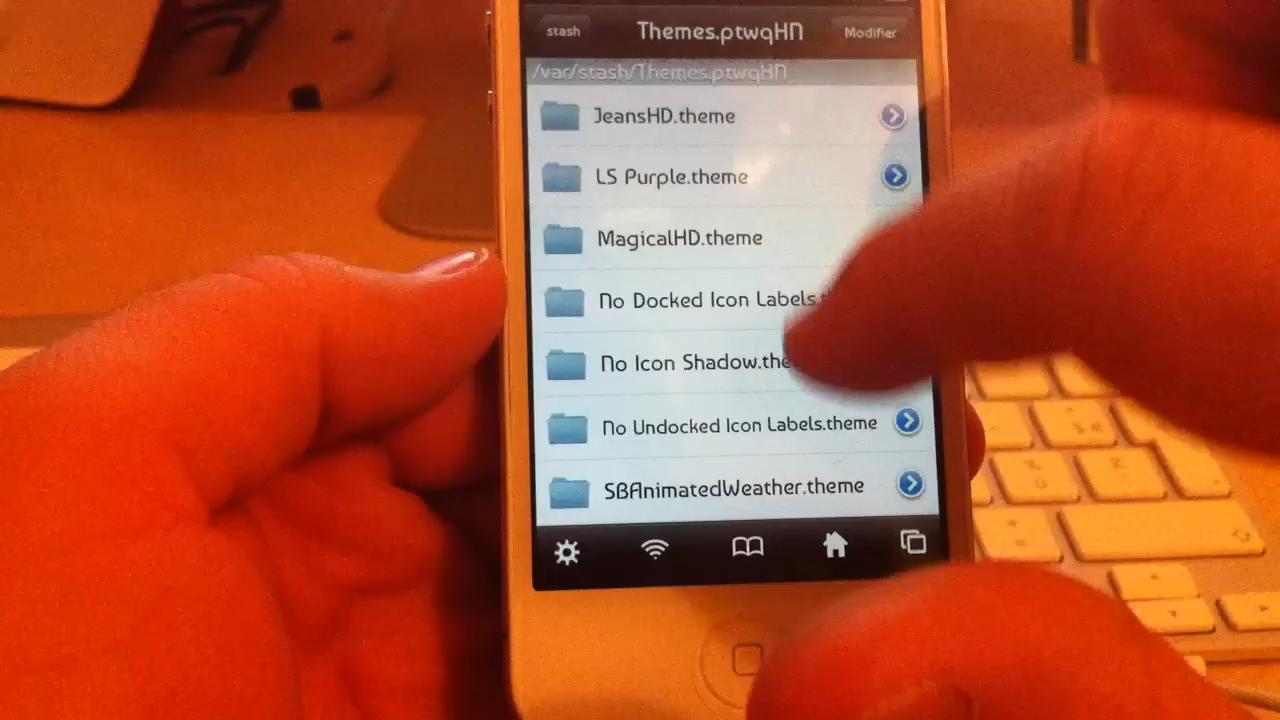 stash Themes.ptwqHN Modifier
/var/stash/Themes.ptwqHN
JeansHD.theme
LS Purple.theme
MagicalHD.theme
No Docked Icon Labels.
No Icon Shadow.the
No Undocked Icon Labels.theme
SBAnimatedWeather.theme